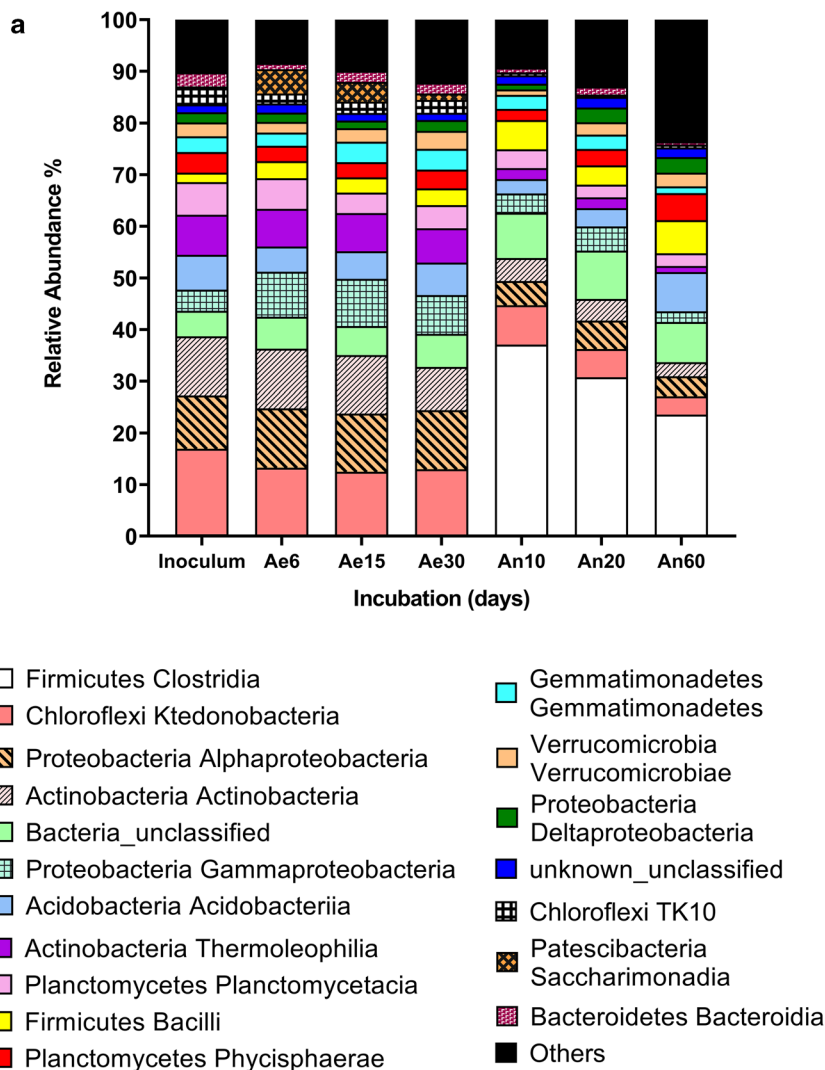 a
100
90
80
70
60
50
40
30
20
10
0
Relative Abundance %
Inoculum Ae6 Ae15 Ae30 An10 An20 An60
Incubation (days)
Firmicutes Clostridia
Chloroflexi Ktedonobacteria
Proteobacteria Alphaproteobacteria
Actinobacteria Actinobacteria
Bacteria_unclassified
Proteobacteria Gammaproteobacteria
Acidobacteria Acidobacteriia
Actinobacteria Thermoleophilia
Planctomycetes Planctomycetacia
Firmicutes Bacilli
Planctomycetes Phycisphaerae
Gemmatimonadetes
Gemmatimonadetes
Verrucomicrobia
Verrucomicrobiae
Proteobacteria
Deltaproteobacteria
unknown_unclassified
Chloroflexi TK10
Patescibacteria
Saccharimonadia
Bacteroidetes Bacteroidia
Others